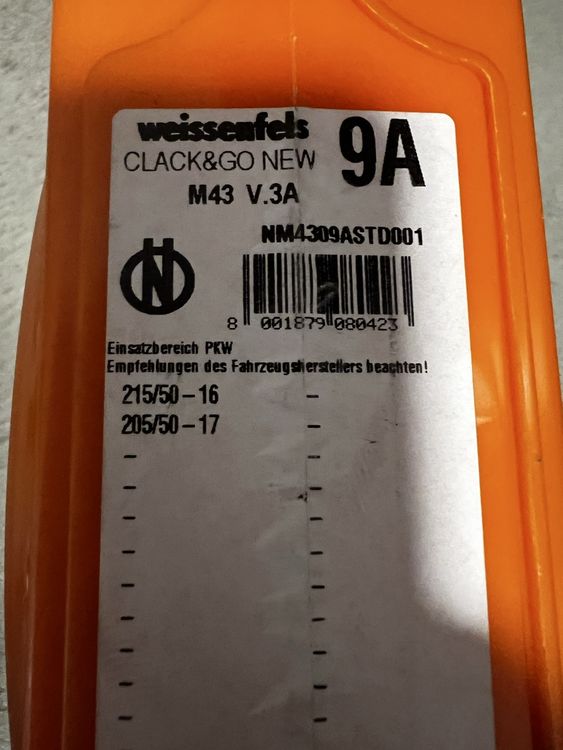 weissenfels
CLACK&GO NEW
9A
M43 V.3A
NM4309ASTD001
8 001879 080423
Einsatzbereich PKW
Empfehlungen des Fahrzeugsherstellers beachten!
215/50-16 -
205/50-17 -
- -
- -
- -
- -
- -
- -
- -
- -
- -